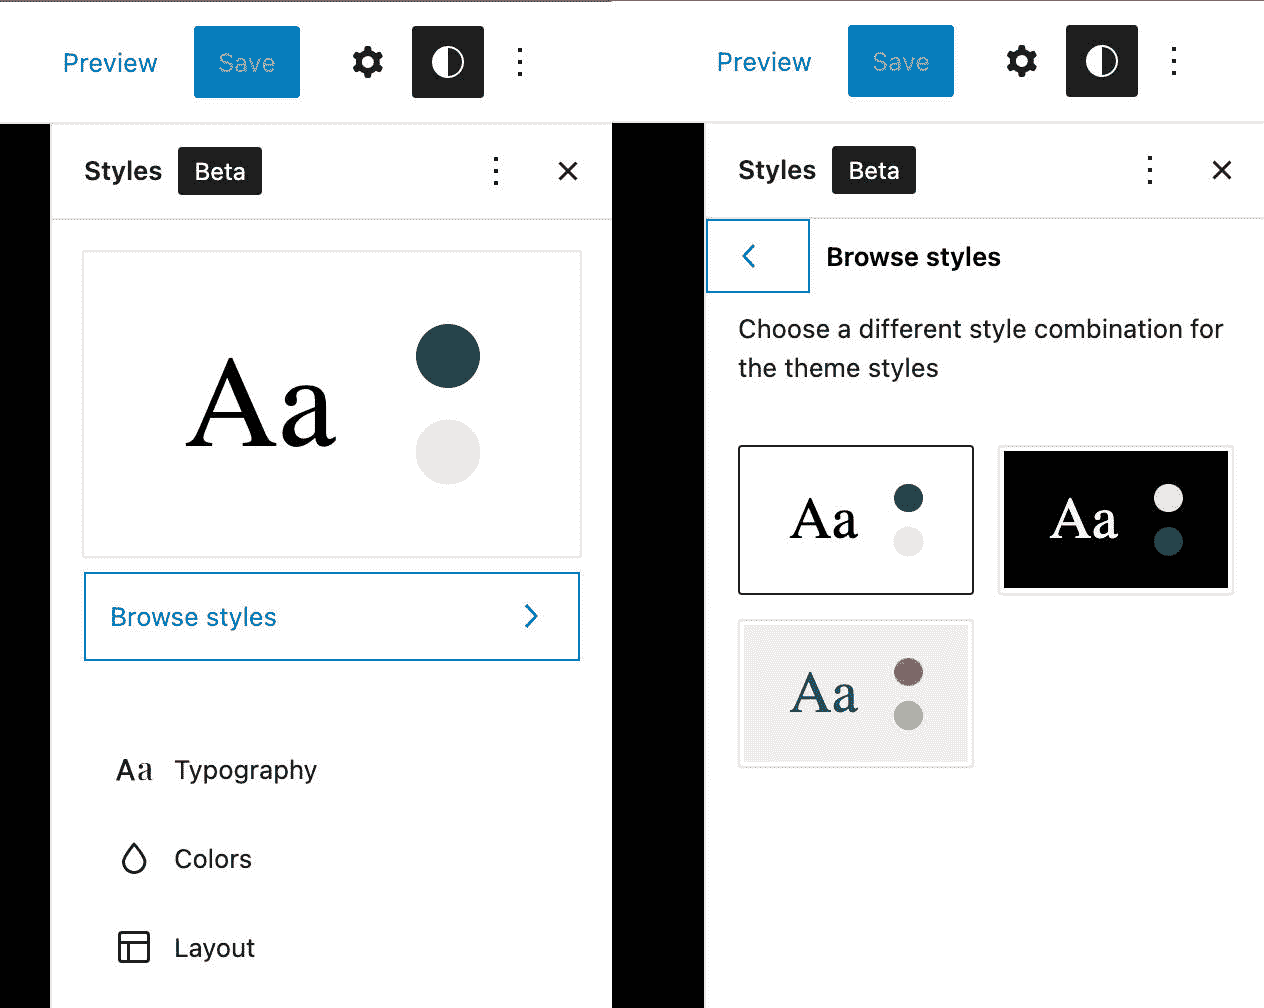 Preview
Save
Styles
Beta
Aa
Browse styles
Aa Typography
Colors
Layout
Preview
Save
Styles
Beta
Browse styles
Choose a different style combination for
the theme styles
Aa
Aa
Aa